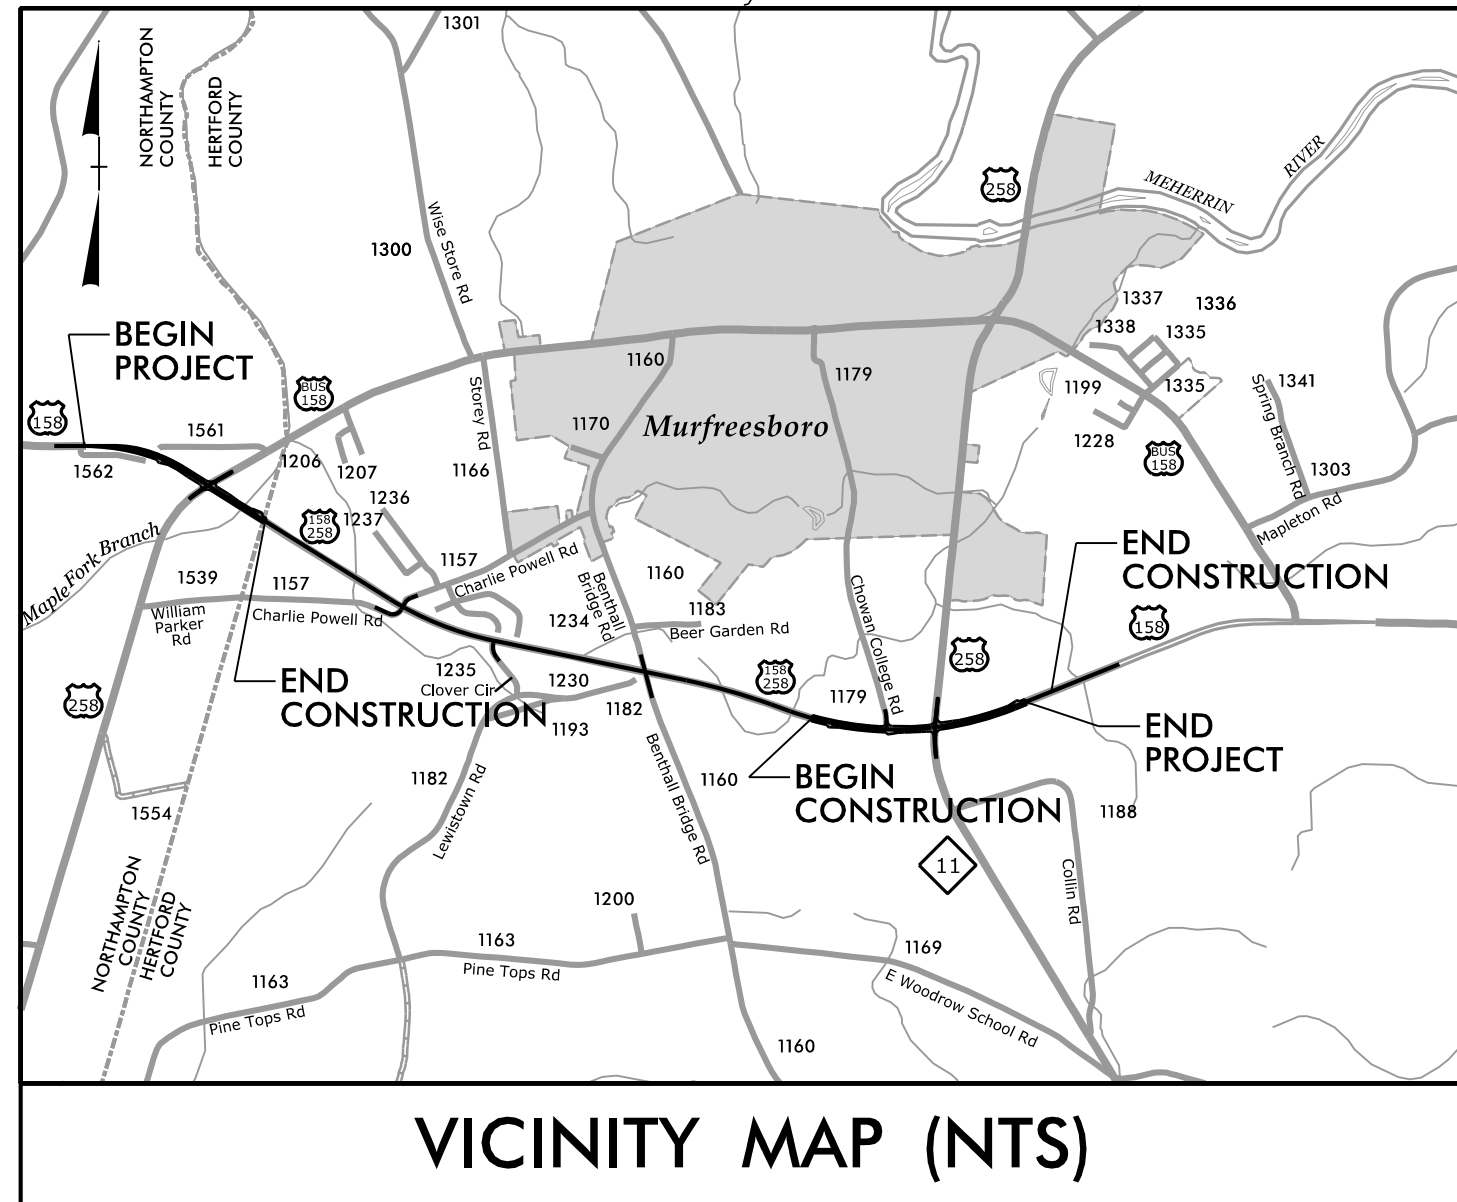 1301
NORTHAMPTON
COUNTY
HERTFORD
COUNTY
258
MEHERRIN
RIVER
1300
Wise Store Rd
1337
1336
1338
1335
BEGIN
PROJECT
1160
1179
BUS
158
Storey Rd
1199
1335
Spring Branch Rd
1341
158
1561
1170
Murfreesboro
1228
BUS
158
1562
1206
1207
1166
1303
Mapleton Rd
1236
1237
158
258
Maple Fork Branch
END
CONSTRUCTION
1157
Charlie Powell Rd
1539
1157
William
Parker
Rd
Charlie Powell Rd
Benthall
Bridge Rd
1160
1183
Beer Garden Rd
1234
Chowan College Rd
158
258
1235
Clover Cir
1230
158
258
1179
258
END
CONSTRUCTION
1182
1193
END
PROJECT
1182
Lewistown Rd
Benthall Bridge Rd
1160
BEGIN
CONSTRUCTION
1554
1188
11
Collin Rd
NORTHAMPTON
COUNTY
HERTFORD
COUNTY
1200
1163
Pine Tops Rd
1169
E Woodrow School Rd
1163
Pine Tops Rd
1160
VICINITY MAP (NTS)